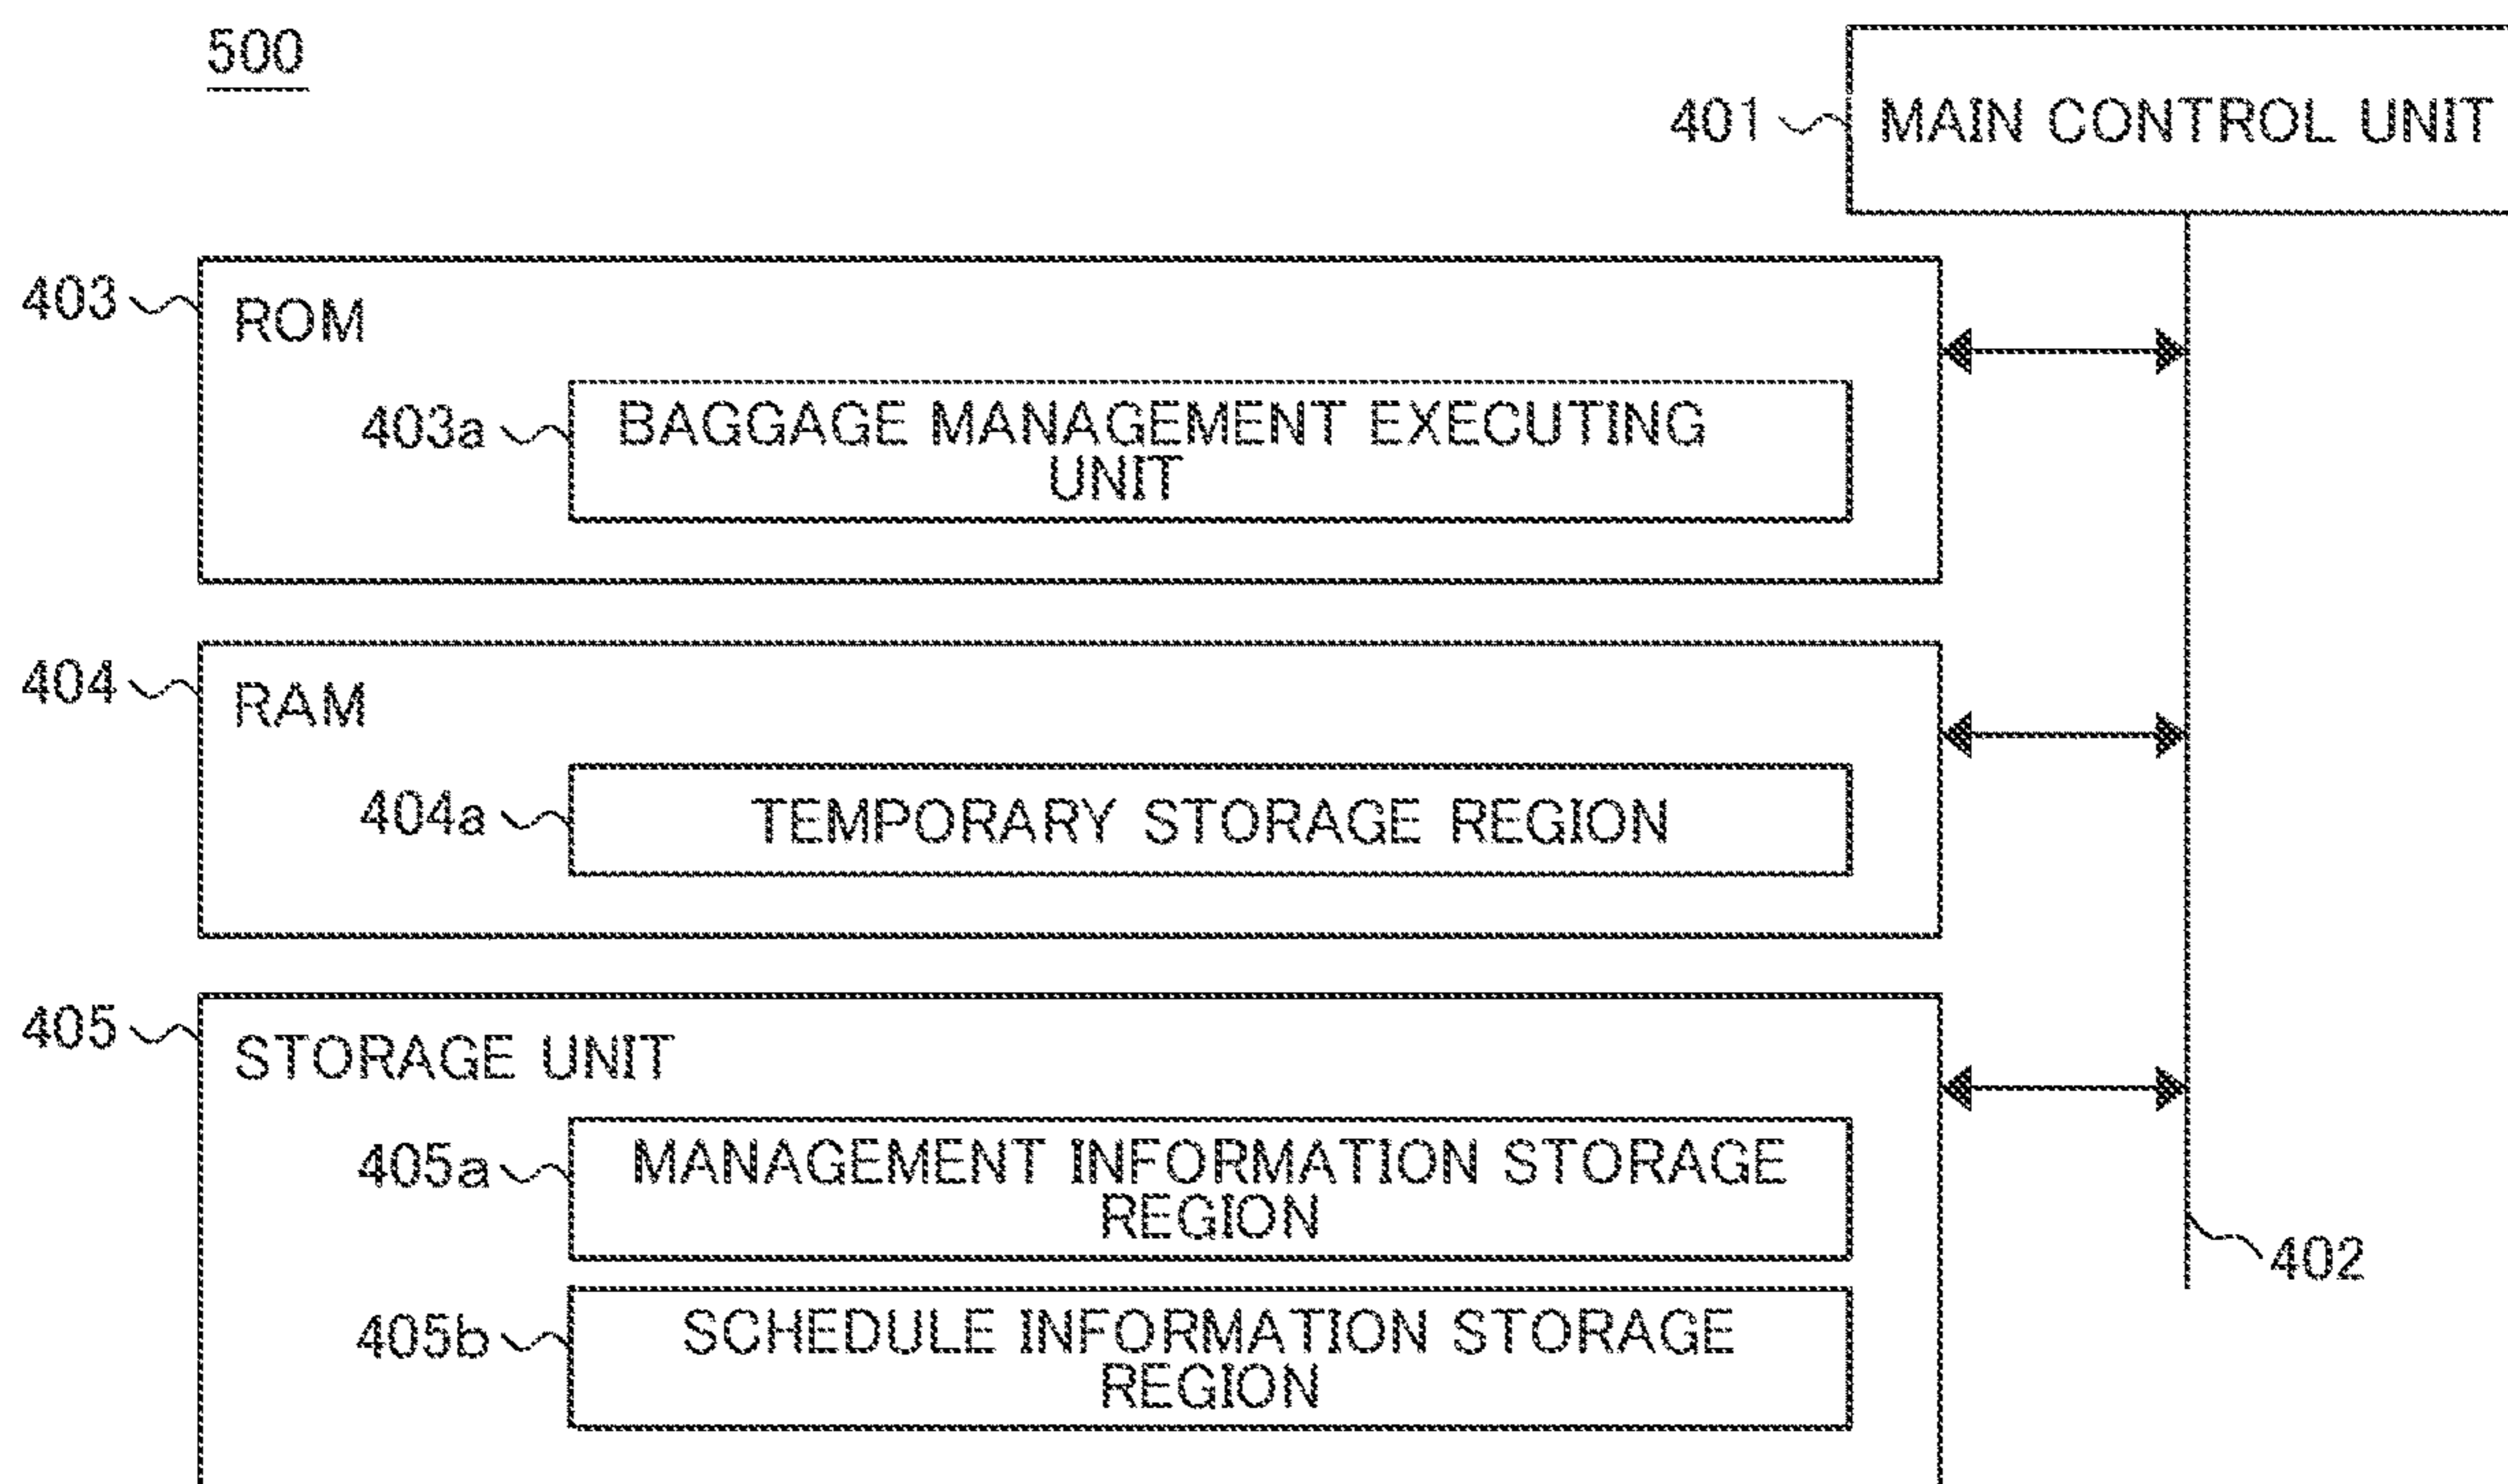 500
401
MAIN CONTROL UNIT
403
ROM
403a
BAGGAGE MANAGEMENT EXECUTING
UNIT
404
RAM
404a
TEMPORARY STORAGE REGION
405
STORAGE UNIT
405a
MANAGEMENT INFORMATION STORAGE
REGION
402
405b
SCHEDULE INFORMATION STORAGE
REGION